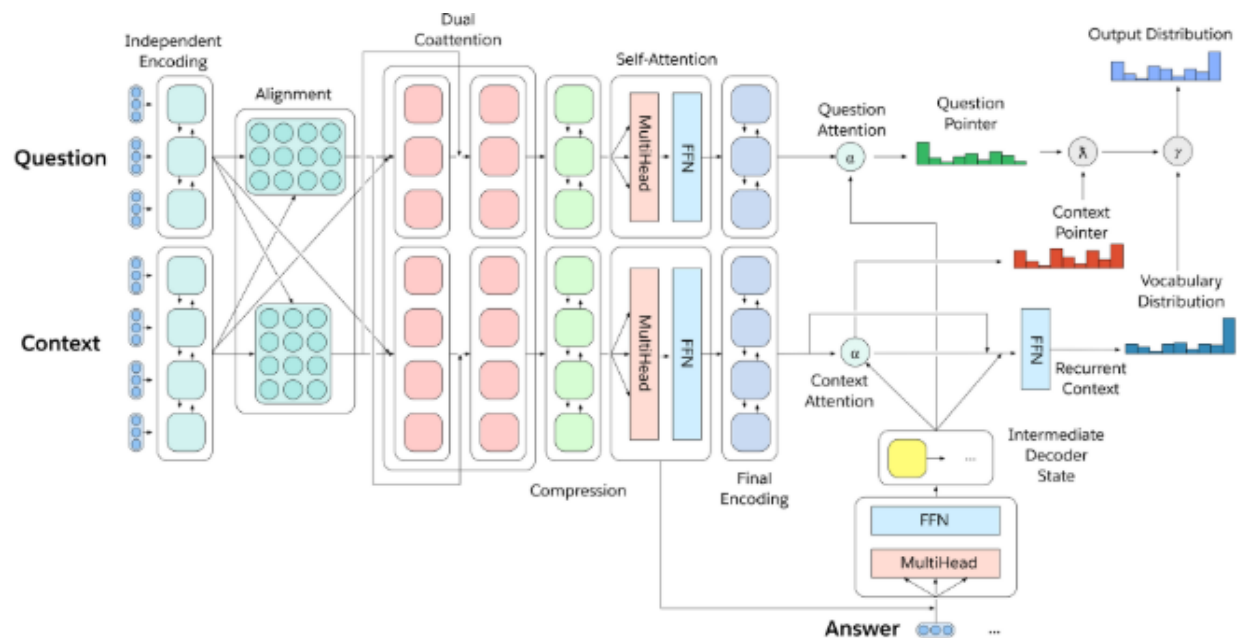 Dual
Coattention
Output Distribution
Independent
Encoding
Self-Attention
Alignment
Question
Attention
Question
Pointer
MultiHead
FFN
α
γ
Question
Context
Pointer
Vocabulary
Distribution
Context
MultiHead
FFN
α
FFN
Context
Attention
Recurrent
Context
Intermediate
Decoder
State
...
Compression
Final
Encoding
FFN
MultiHead
Answer
...